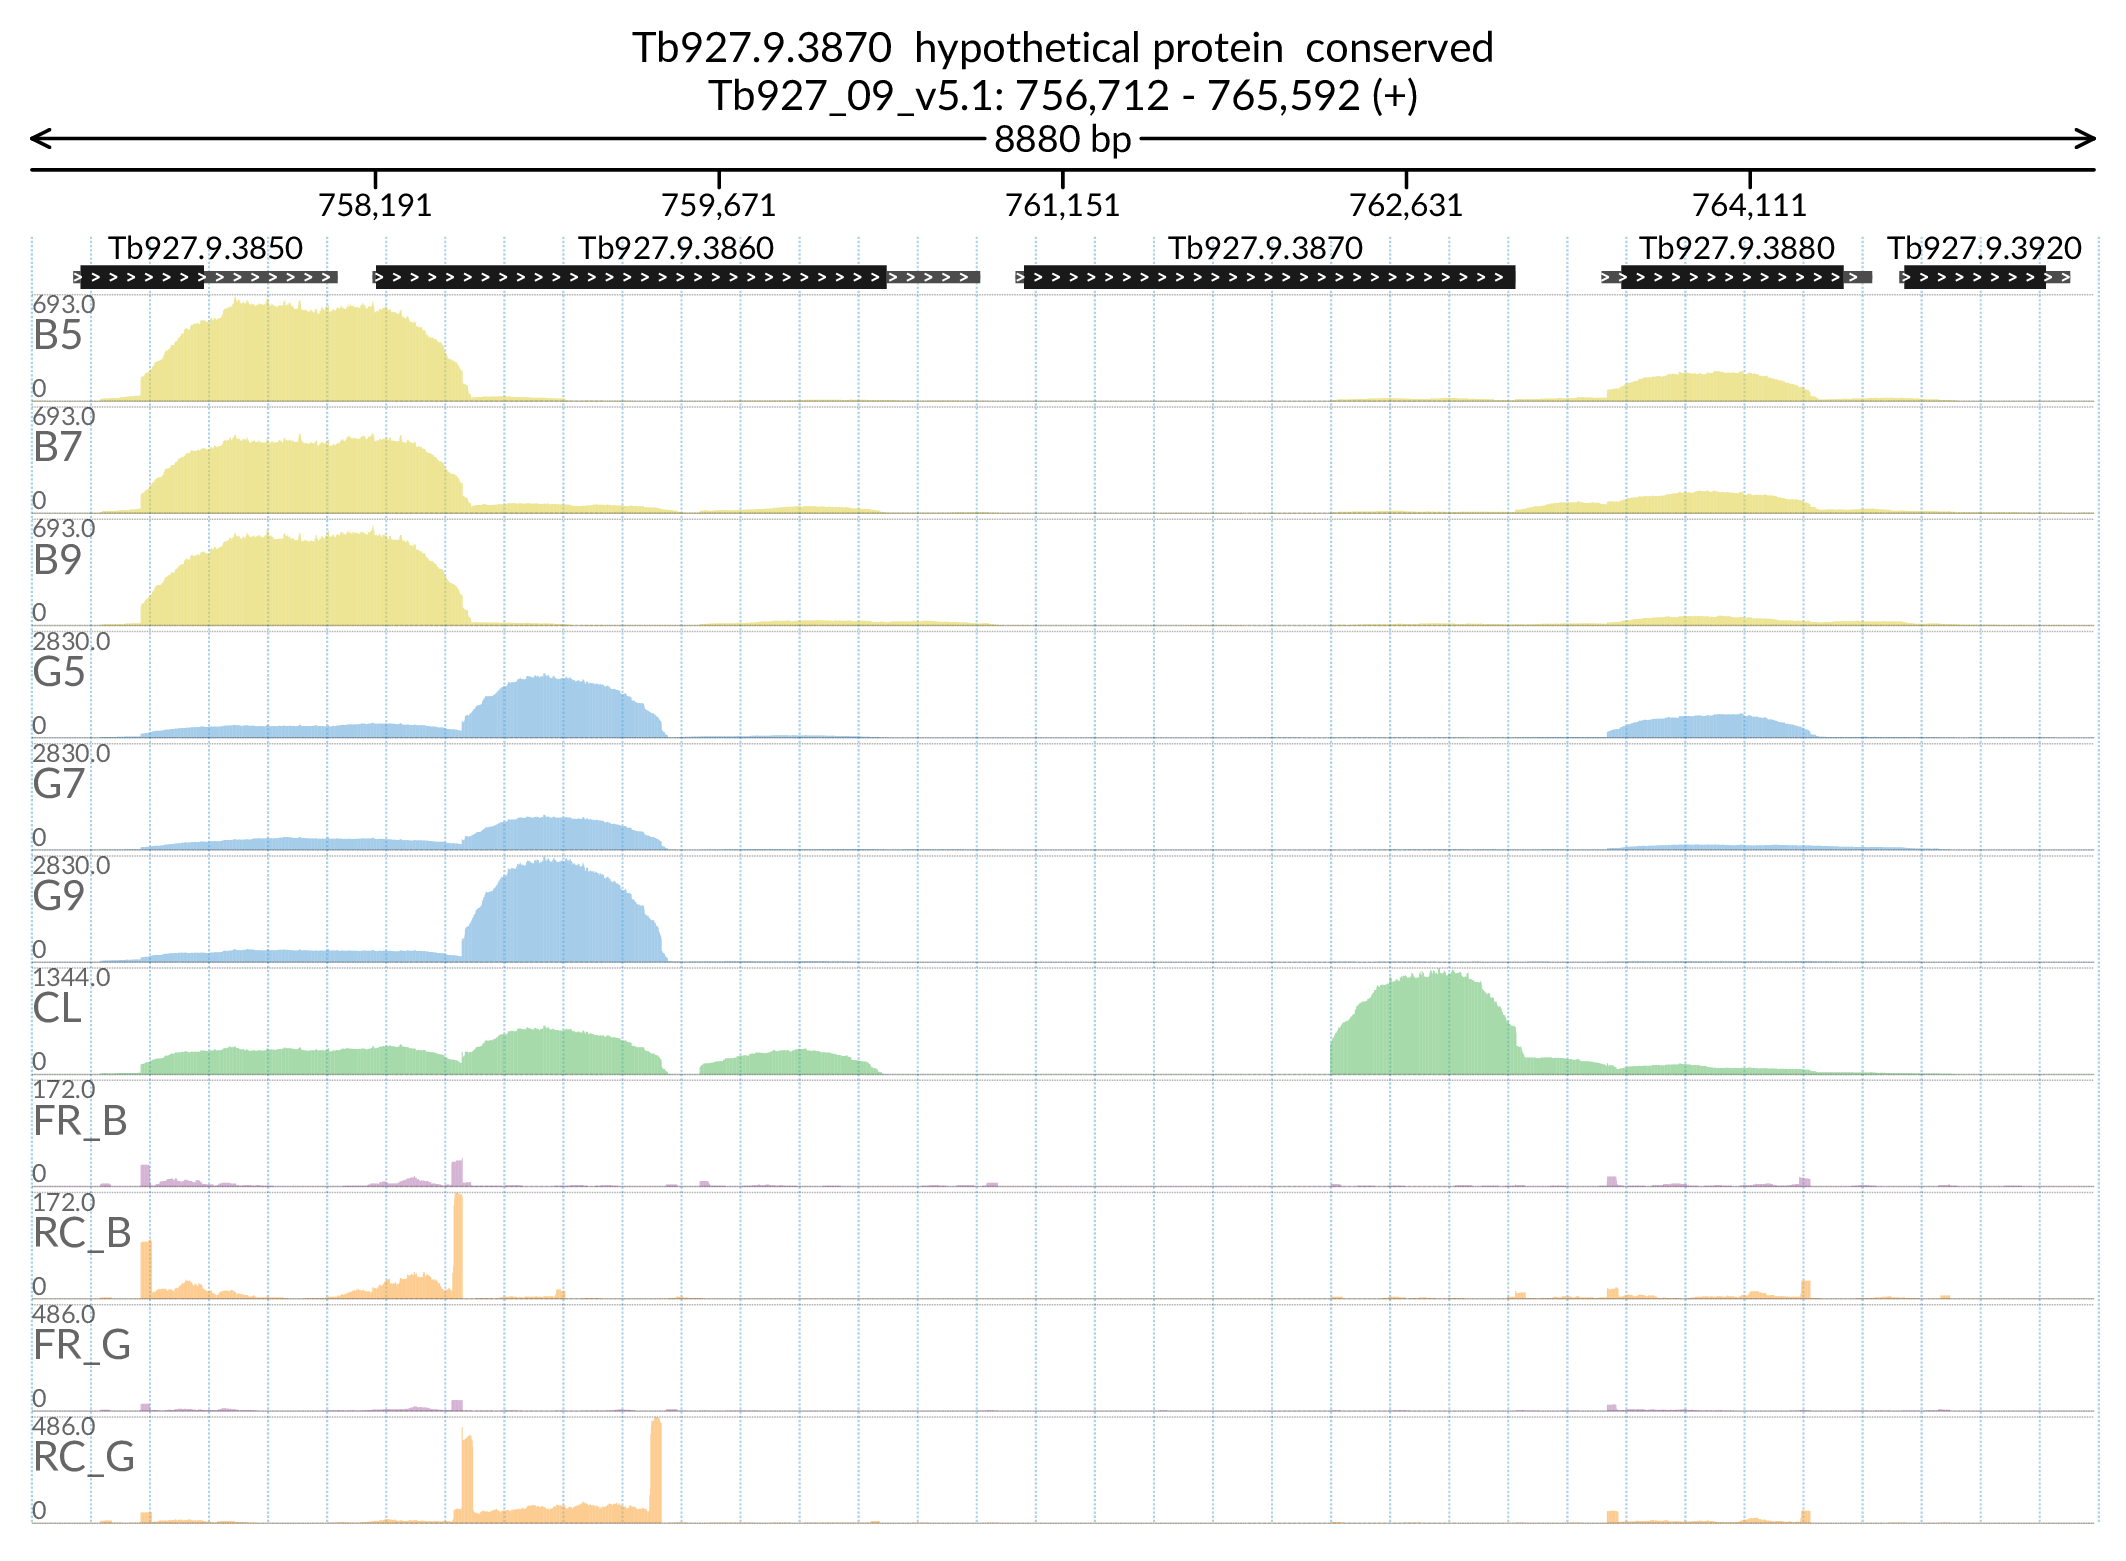 Tb927.9.3870 hypothetical protein conserved
Tb927_09_v5.1: 756,712 - 765,592 (+)
8880 bp
758,191 759,671 761,151 762,631 764,111
Tb927.9.3850 Tb927.9.3860 Tb927.9.3870 Tb927.9.3880 Tb927.9.3920
693.0
B5
0
693.0
B7
0
693.0
B9
0
2830.0
G5
0
2830.0
G7
0
2830.0
G9
0
1344.0
CL
0
172.0
FR_B
0
172.0
RC_B
0
486.0
FR_G
0
486.0
RC_G
0